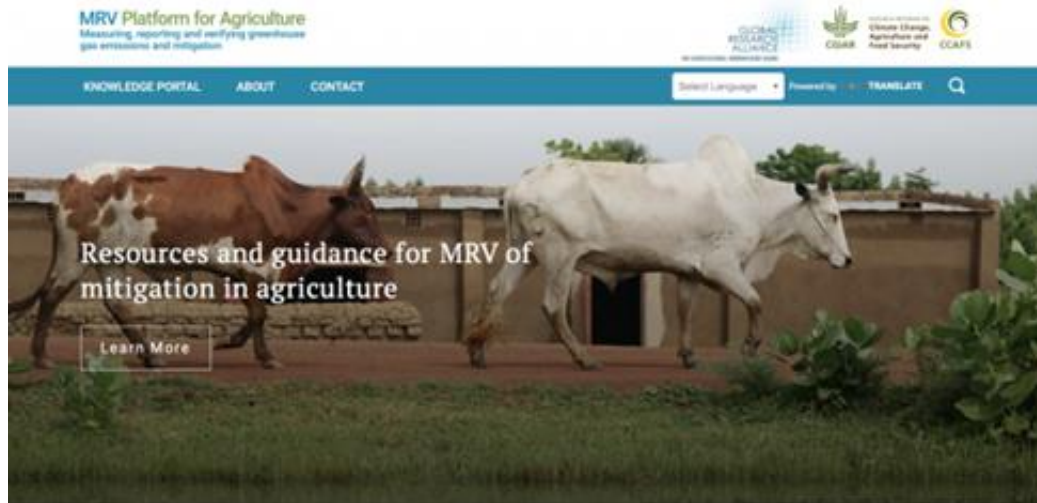 MRV Platform for Agriculture
Measuring, reporting and verifying greenhouse
gas emissions and mitigation
GLOBAL
RESEARCH
ALLIANCE
CGIAR
Climate Change,
Agriculture and
Food Security
CCAFS
KNOWLEDGE PORTAL ABOUT CONTACT
Select Language Powered by TRANSLATE
Resources and guidance for MRV of
mitigation in agriculture
Learn More